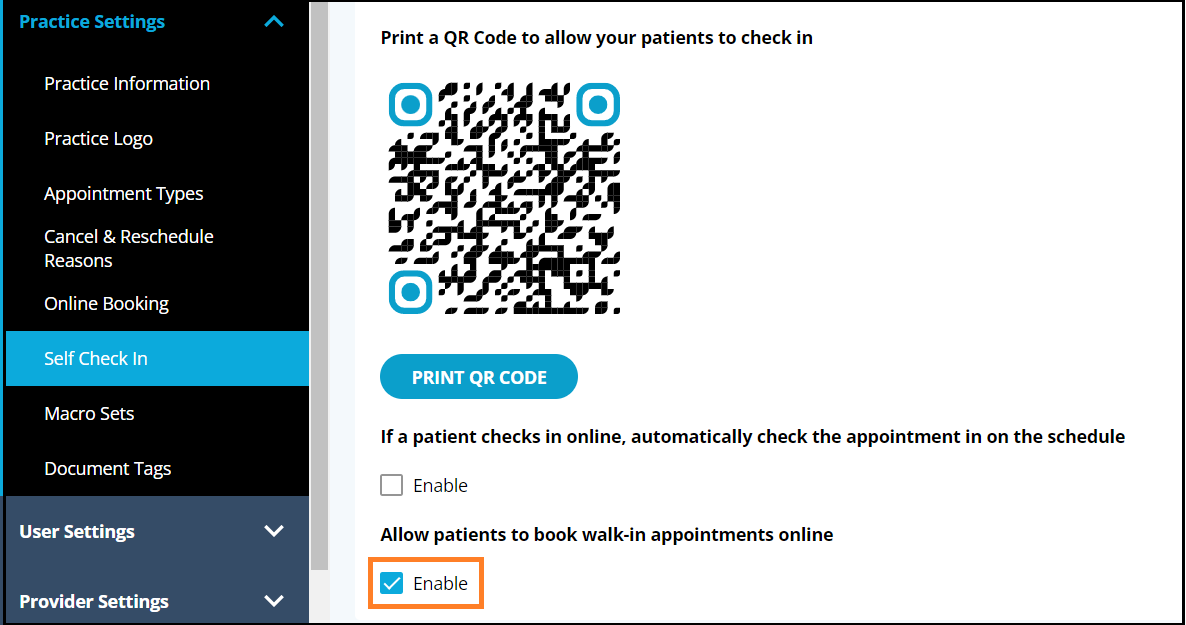 Practice Settings
Practice Information
Practice Logo
Appointment Types
Cancel & Reschedule
Reasons
Online Booking
Self Check In
Macro Sets
Document Tags
User Settings
Provider Settings
Print a QR Code to allow your patients to check in
PRINT QR CODE
If a patient checks in online, automatically check the appointment in on the schedule
Enable
Allow patients to book walk-in appointments online
Enable